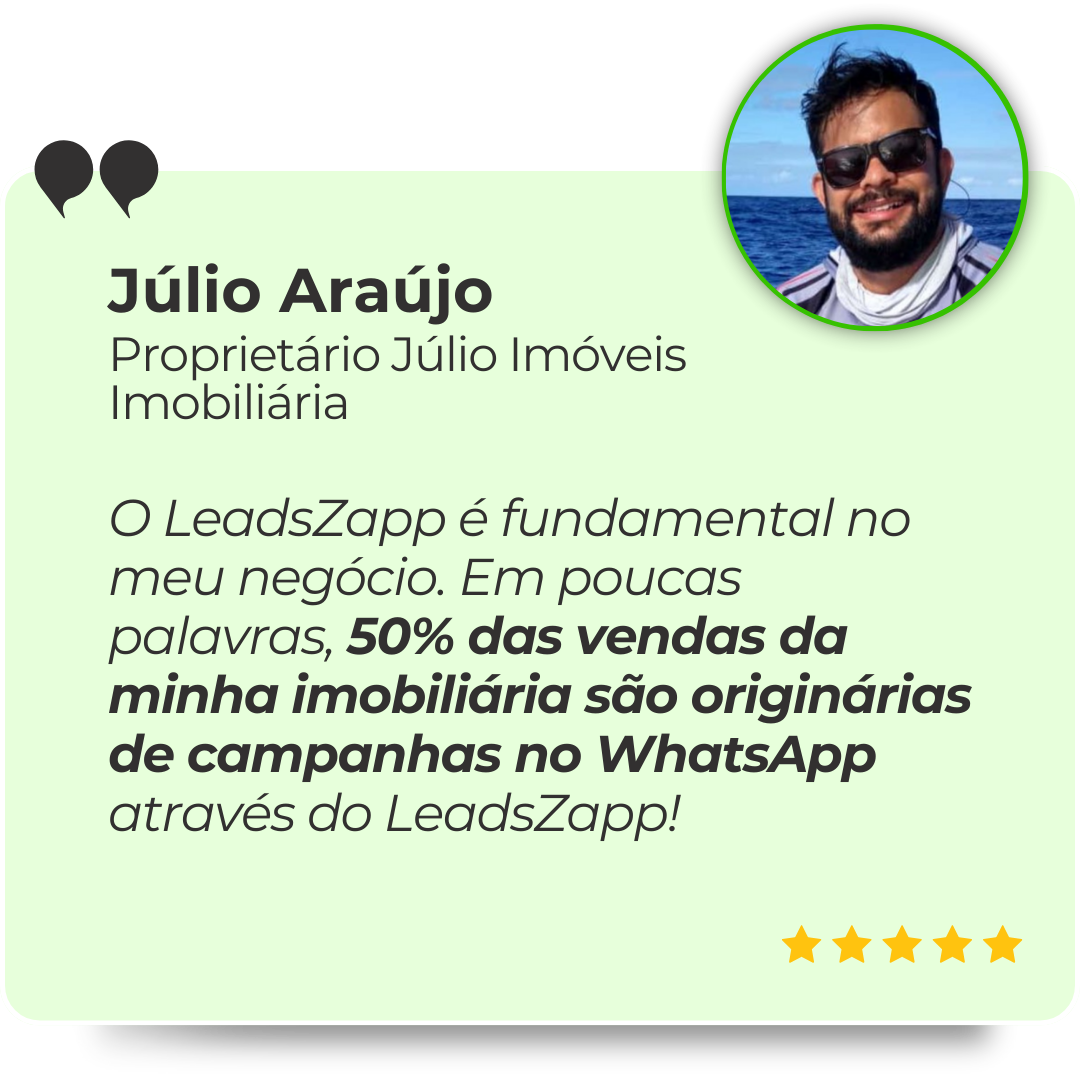 Júlio Araújo
Proprietário Júlio Imóveis
Imobiliária
O LeadsZapp é fundamental no
meu negócio. Em poucas
palavras, 50% das vendas da
minha imobiliária são originárias
de campanhas no WhatsApp
através do LeadsZapp!